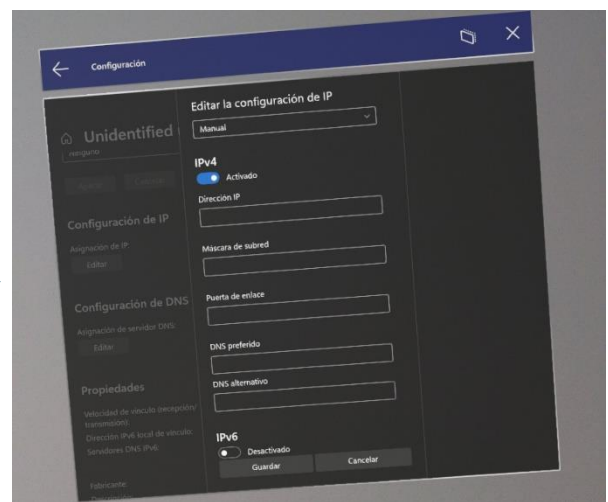 Configuración
Editar la configuración de IP
Manual
IPv4
Activado
Dirección IP
Máscara de subred
Puerta de enlace
DNS preferido
DNS alternativo
IPv6
Desactivado
Guardar
Cancelar
Unidentified
ninguno
Configuración de IP
Asignación de IP:
Editar
Configuración de DNS
Asignación de servidor DNS:
Editar
Propiedades
Velocidad de vínculo (recepción/
transmisión):
Dirección IPv6 local de vínculo:
Servidores DNS IPv6:
Fabricante: